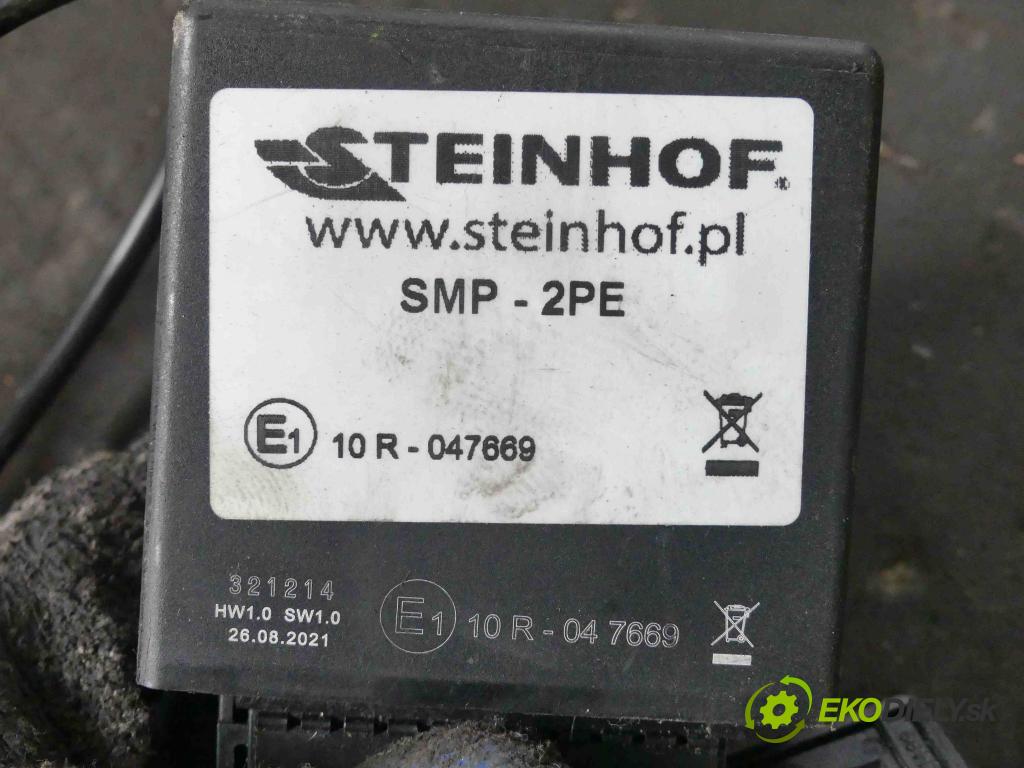 STEINHOF®
www.steinhof.pl
SMP - 2PE
E1 10 R - 047669
321214
HW1.0 SW1.0
26.08.2021
E1 10 R - 04 7669
EKODIELY.sk